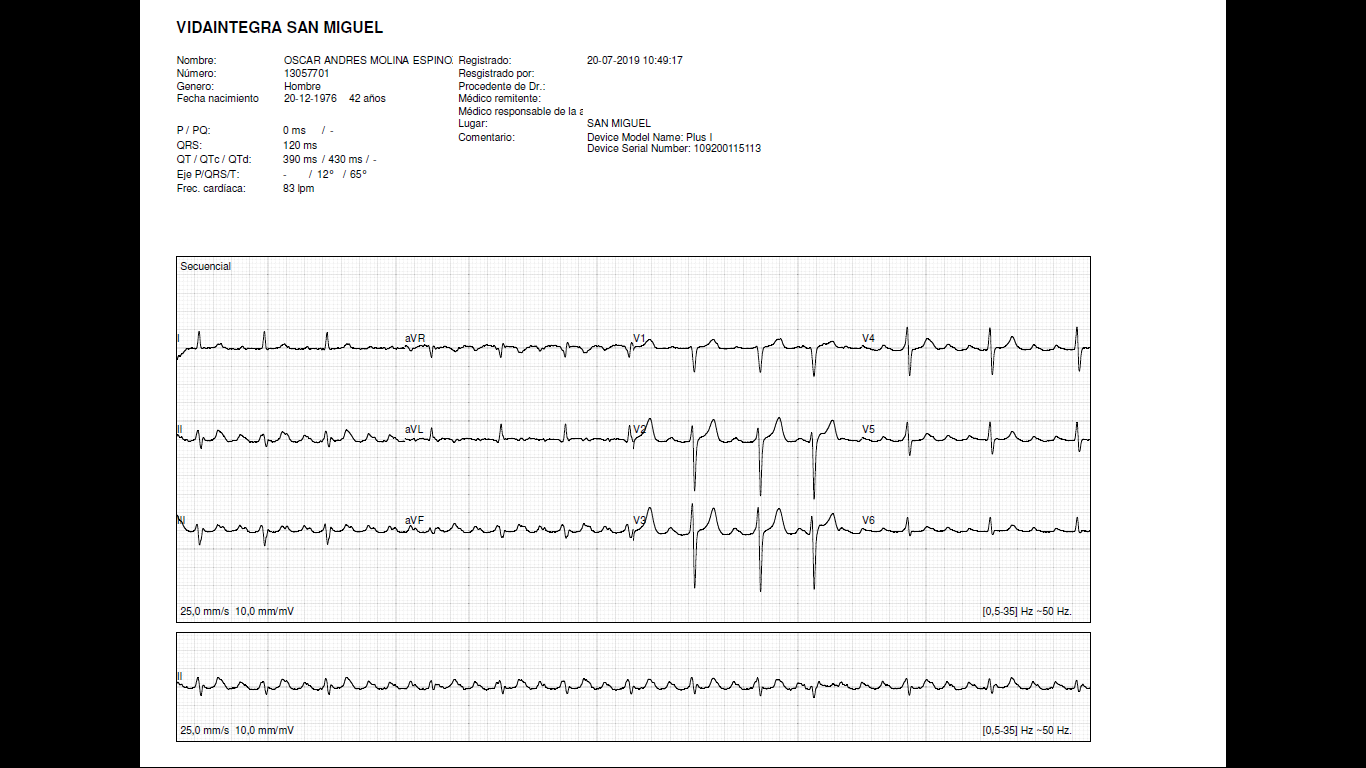 VIDAINTEGRA SAN MIGUEL
Nombre: OSCAR ANDRES MOLINA ESPINO Registrado: 20-07-2019 10:49:17
Número: 13057701 Resgistrado por:
Genero: Hombre Procedente de Dr.:
Fecha nacimiento 20-12-1976 42 años Médico remitente:
Médico responsable de la a
Lugar: SAN MIGUEL
P / PQ: 0 ms / - Comentario: Device Model Name: Plus I
QRS: 120 ms Device Serial Number: 109200115113
QT / QTc / QTd: 390 ms / 430 ms / -
Eje P/QRS/T: - / 12° / 65°
Frec. cardíaca: 83 lpm
Secuencial
I aVR V1 V4
II aVL V2 V5
III aVF V3 V6
25,0 mm/s 10,0 mm/mV [0,5-35] Hz ~50 Hz.
II
25,0 mm/s 10,0 mm/mV [0,5-35] Hz ~50 Hz.